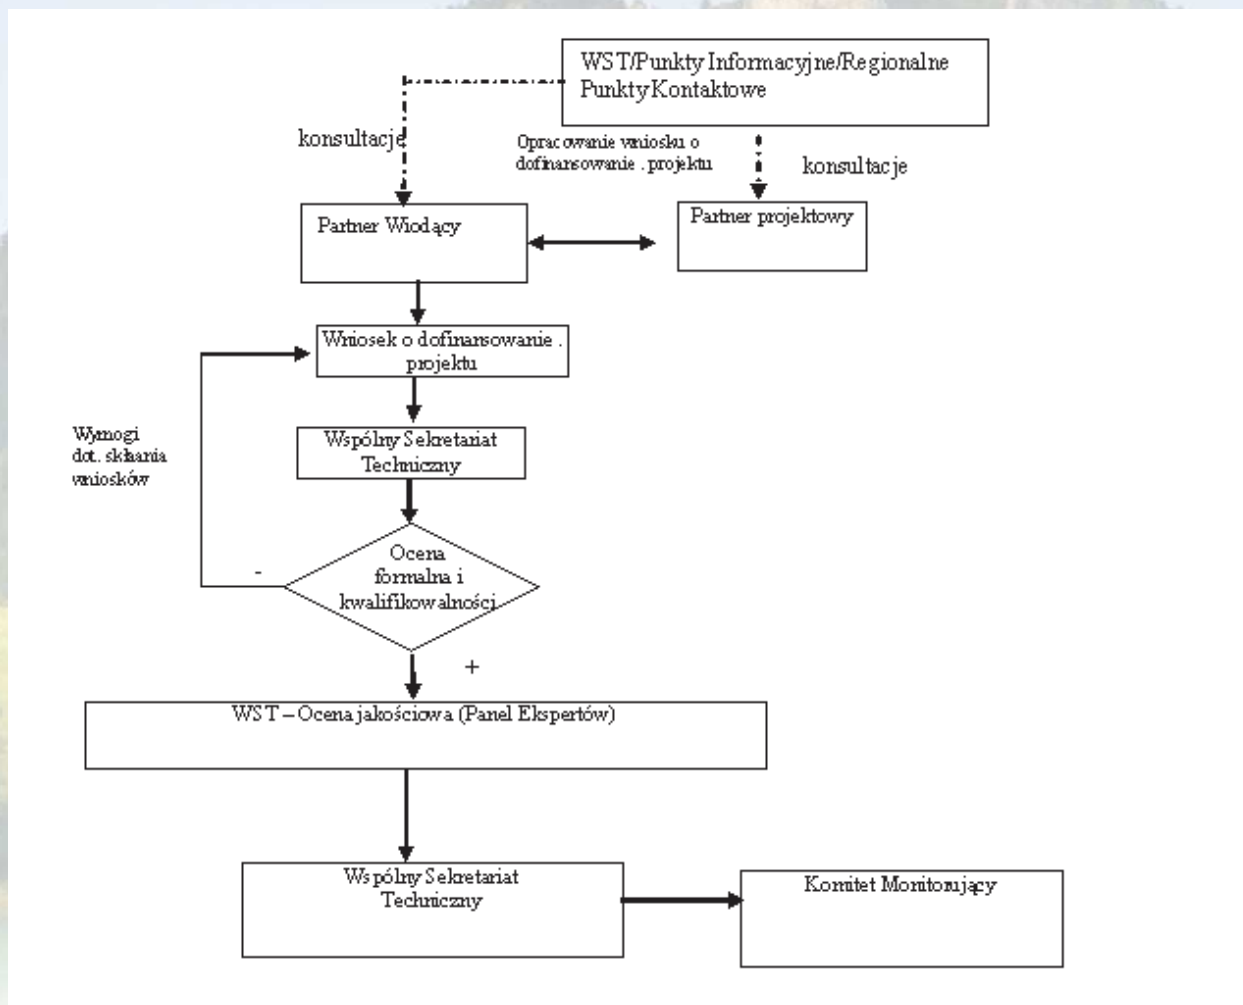 WST/Punkty Informacyjne/Regionalne
Punkty Kontaktowe
konsultacje
Opracowanie wniosku o
dofinansowanie . projektu
konsultacje
Partner Wiodący
Partner projektowy
Wniosek o dofinansowanie .
projektu
Wspólny Sekretariat
Techniczny
Wymogi
dot. skłaania
wniosków
Ocena
formalna i
kwalifikowalności
-
+
WST – Ocena jakościowa (Panel Ekspertów)
Wspólny Sekretariat
Techniczny
Komitet Monitorujący